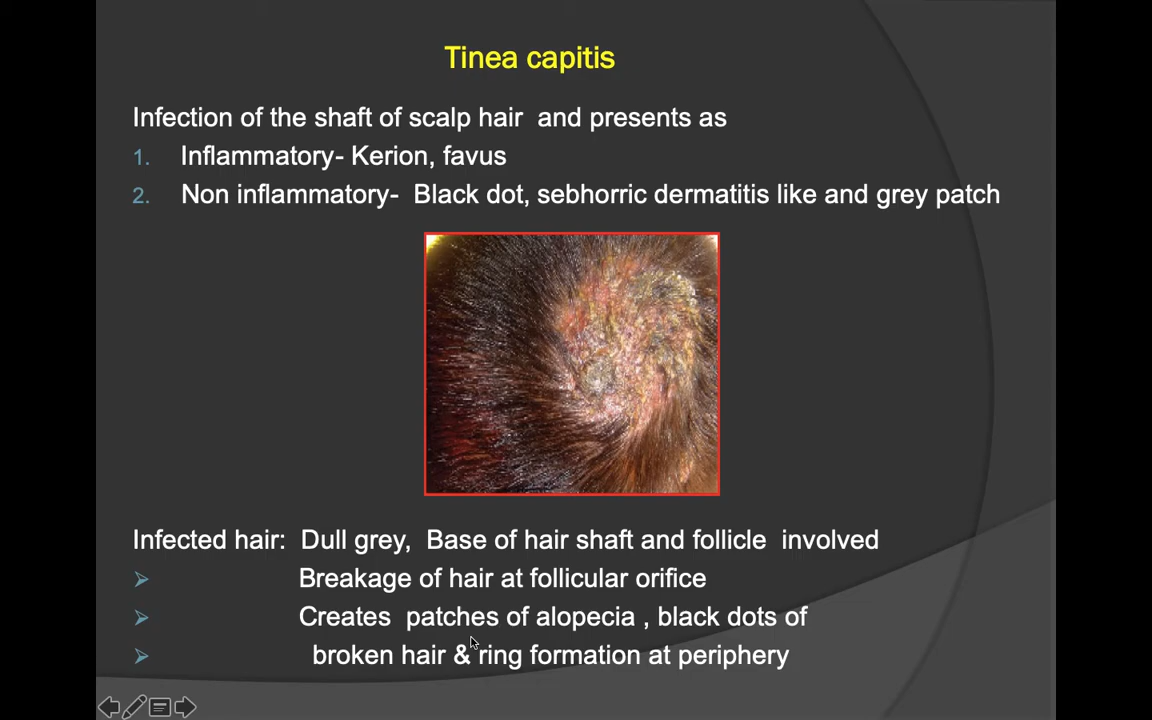 Tinea capitis
Infection of the shaft of scalp hair and presents as
1. Inflammatory- Kerion, favus
2. Non inflammatory- Black dot, sebhorric dermatitis like and grey patch
Infected hair: Dull grey, Base of hair shaft and follicle involved
Breakage of hair at follicular orifice
Creates patches of alopecia , black dots of
broken hair & ring formation at periphery